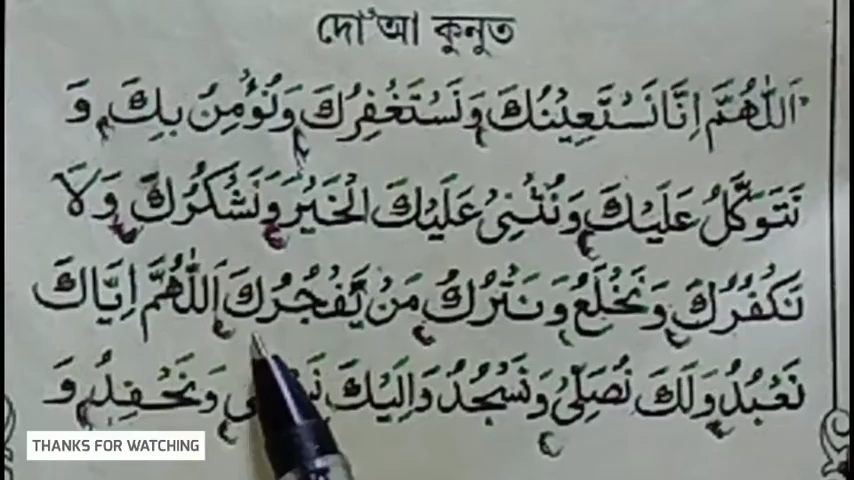 দো'আ কুনুত
اَللّٰهُمَّ اِنَّا نَسْتَعِيْنُكَ وَنَسْتَغْفِرُكَ وَنُؤْمِنُ بِكَ وَ
نَتَوَكَّلُ عَلَيْكَ وَنُثْنِىْ عَلَيْكَ الْخَيْرَ وَنَشْكُرُكَ وَلَا
نَكْفُرُكَ وَنَخْلَعُ وَنَتْرُكُ مَنْ يَّفْجُرُكَ اَللّٰهُمَّ اِيَّاكَ
نَعْبُدُ وَلَكَ نُصَلِّىْ وَنَسْجُدُ وَاِلَيْكَ وَنَحْفِدُ وَ
THANKS FOR WATCHING